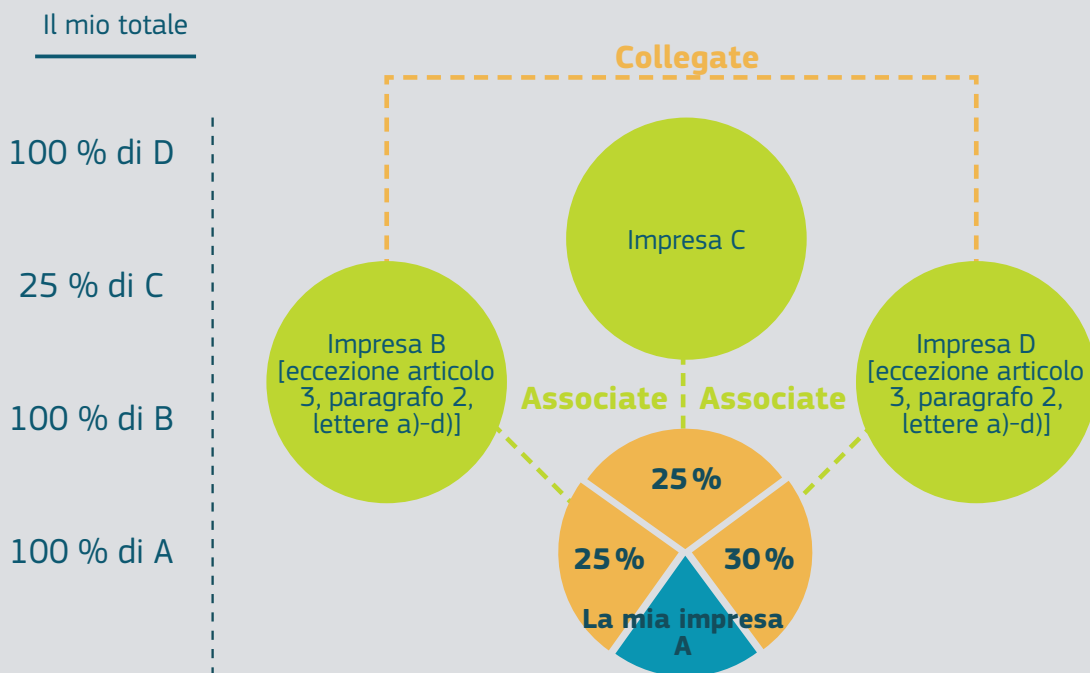 Il mio totale
100 % di D
25 % di C
100 % di B
100 % di A
Collegate
Impresa C
Impresa B
[eccezione articolo
3, paragrafo 2,
lettere a)-d)]
Impresa D
[eccezione articolo
3, paragrafo 2,
lettere a)-d)]
Associate
Associate
25 %
25 %
30 %
La mia impresa
A